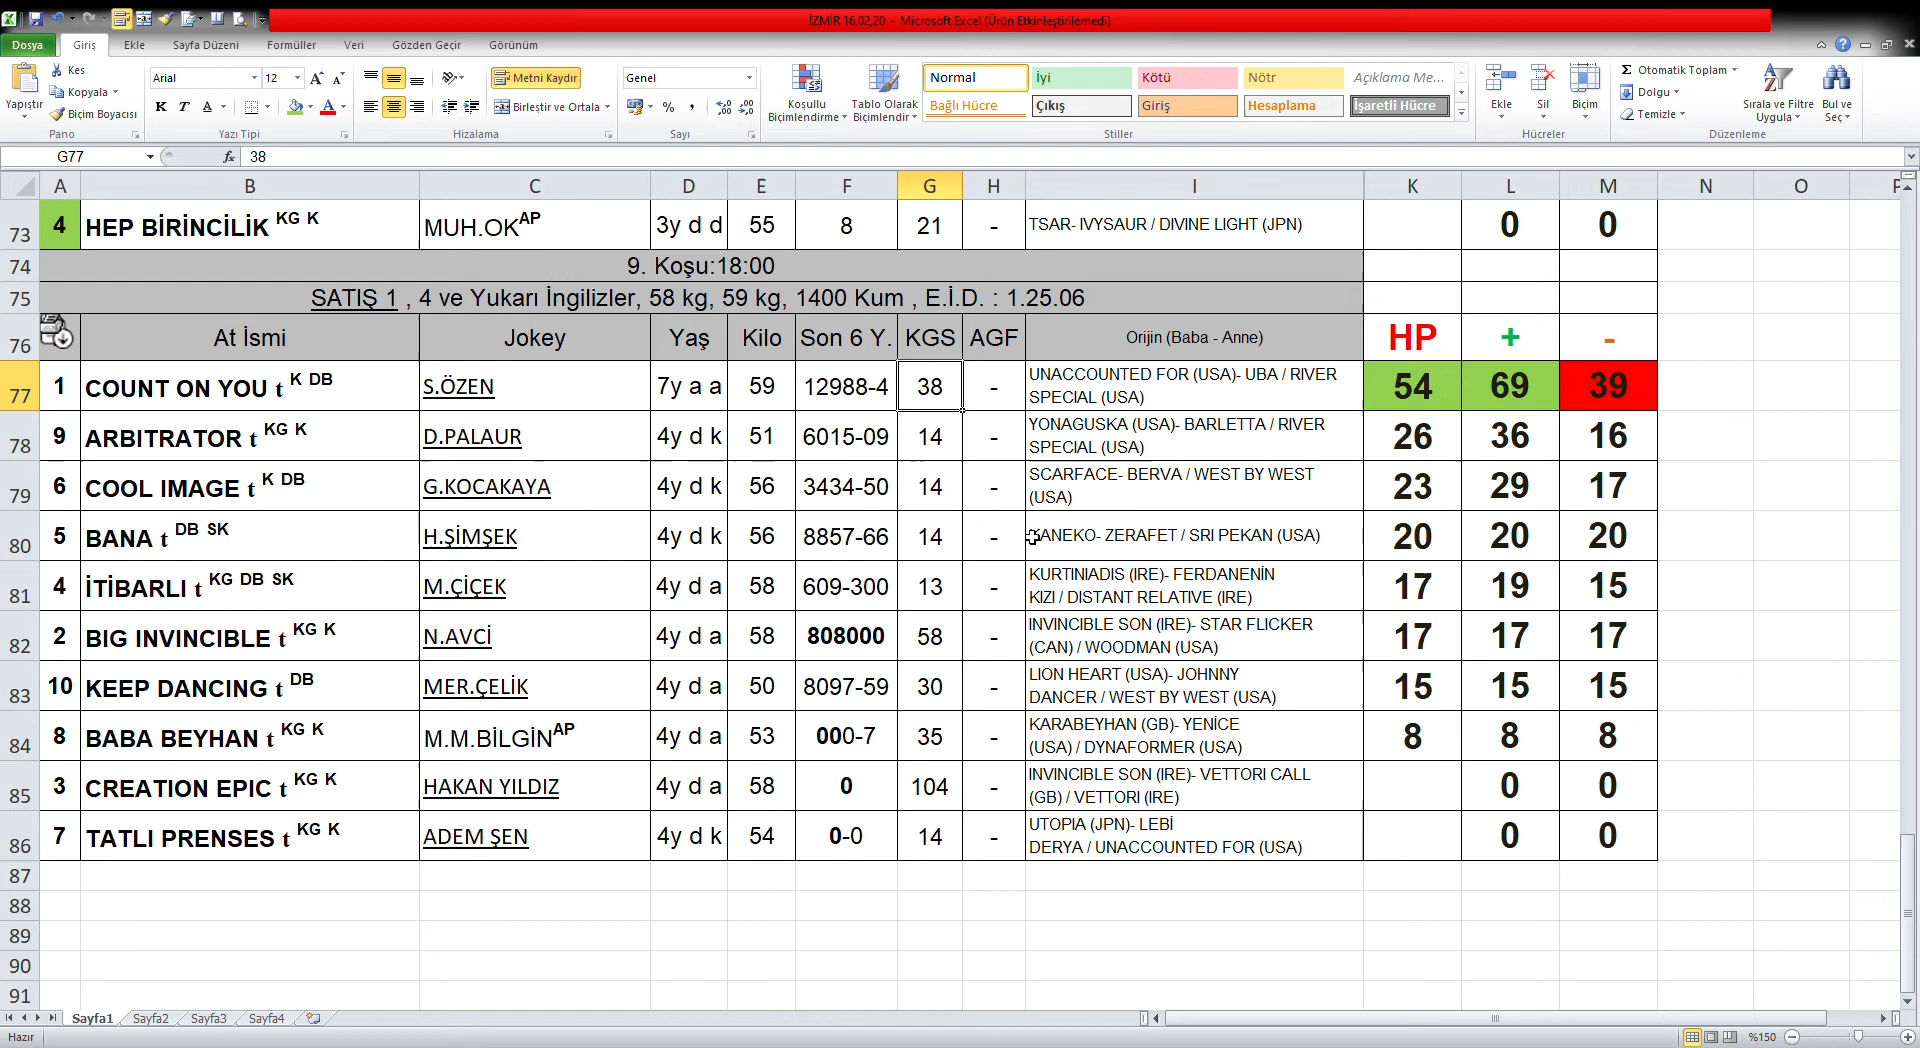 İZMİR 16,02,20 - Microsoft Excel (Ürün Etkinleştirilemedi)
Dosya Giriş Ekle Sayfa Düzeni Formüller Veri Gözden Geçir Görünüm
Yapıştır Kes Kopyala Biçim Boyacısı
Pano
Arial 12
K T A
Yazı Tipi
Metni Kaydır
Birleştir ve Ortala
Hizalama
Genel
Sayı
Koşullu Biçimlendirme Tablo Olarak Biçimlendir
Normal İyi Kötü Nötr Açıklama Me...
Bağlı Hücre Çıkış Giriş Hesaplama İşaretli Hücre
Stiller
Ekle Sil Biçim
Hücreler
Σ Otomatik Toplam
Dolgu
Temizle
Sırala ve Filtre Uygula Bul ve Seç
Düzenleme
G77 fx 38
A B C D E F G H I K L M N O P
73 4 HEP BİRİNCİLİK KG K MUH.OK AP 3y d d 55 8 21 - TSAR- IVYSAUR / DIVINE LIGHT (JPN) 0 0
74 9. Koşu:18:00
75 SATIŞ 1 , 4 ve Yukarı İngilizler, 58 kg, 59 kg, 1400 Kum , E.İ.D. : 1.25.06
76 At İsmi Jokey Yaş Kilo Son 6 Y. KGS AGF Orijin (Baba - Anne) HP + -
77 1 COUNT ON YOU t K DB S.ÖZEN 7y a a 59 12988-4 38 - UNACCOUNTED FOR (USA)- UBA / RIVER SPECIAL (USA) 54 69 39
78 9 ARBITRATOR t KG K D.PALAUR 4y d k 51 6015-09 14 - YONAGUSKA (USA)- BARLETTA / RIVER SPECIAL (USA) 26 36 16
79 6 COOL IMAGE t K DB G.KOCAKAYA 4y d k 56 3434-50 14 - SCARFACE- BERVA / WEST BY WEST (USA) 23 29 17
80 5 BANA t DB SK H.ŞİMŞEK 4y d k 56 8857-66 14 - KANEKO- ZERAFET / SRI PEKAN (USA) 20 20 20
81 4 İTİBARLI t KG DB SK M.ÇİÇEK 4y d a 58 609-300 13 - KURTINIADIS (IRE)- FERDANENİN KIZI / DISTANT RELATIVE (IRE) 17 19 15
82 2 BIG INVINCIBLE t KG K N.AVCİ 4y d a 58 808000 58 - INVINCIBLE SON (IRE)- STAR FLICKER (CAN) / WOODMAN (USA) 17 17 17
83 10 KEEP DANCING t DB MER.ÇELİK 4y d a 50 8097-59 30 - LION HEART (USA)- JOHNNY DANCER / WEST BY WEST (USA) 15 15 15
84 8 BABA BEYHAN t KG K M.M.BİLGİN AP 4y d a 53 000-7 35 - KARABEYHAN (GB)- YENİCE (USA) / DYNAFORMER (USA) 8 8 8
85 3 CREATION EPIC t KG K HAKAN YILDIZ 4y d a 58 0 104 - INVINCIBLE SON (IRE)- VETTORI CALL (GB) / VETTORI (IRE) 0 0
86 7 TATLI PRENSES t KG K ADEM ŞEN 4y d k 54 0-0 14 - UTOPIA (JPN)- LEBİ DERYA / UNACCOUNTED FOR (USA) 0 0
87
88
89
90
91
Sayfa1 Sayfa2 Sayfa3 Sayfa4
Hazır %150